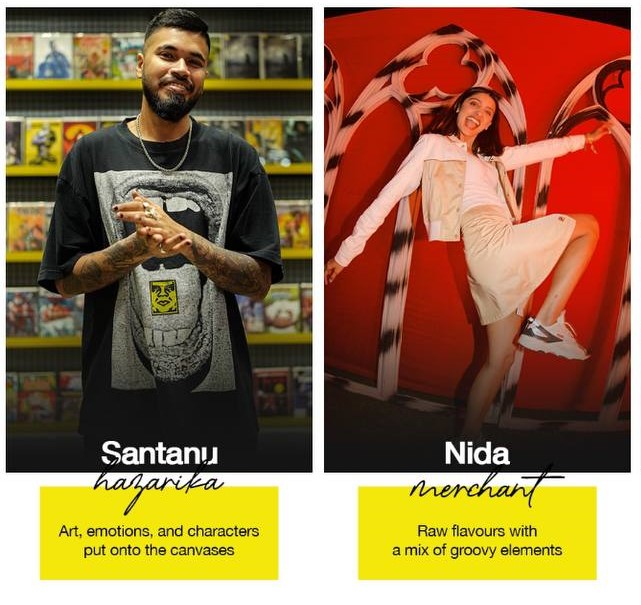 Santanu
hazarika
Art, emotions, and characters
put onto the canvases
Nida
merchant
Raw flavours with
a mix of groovy elements